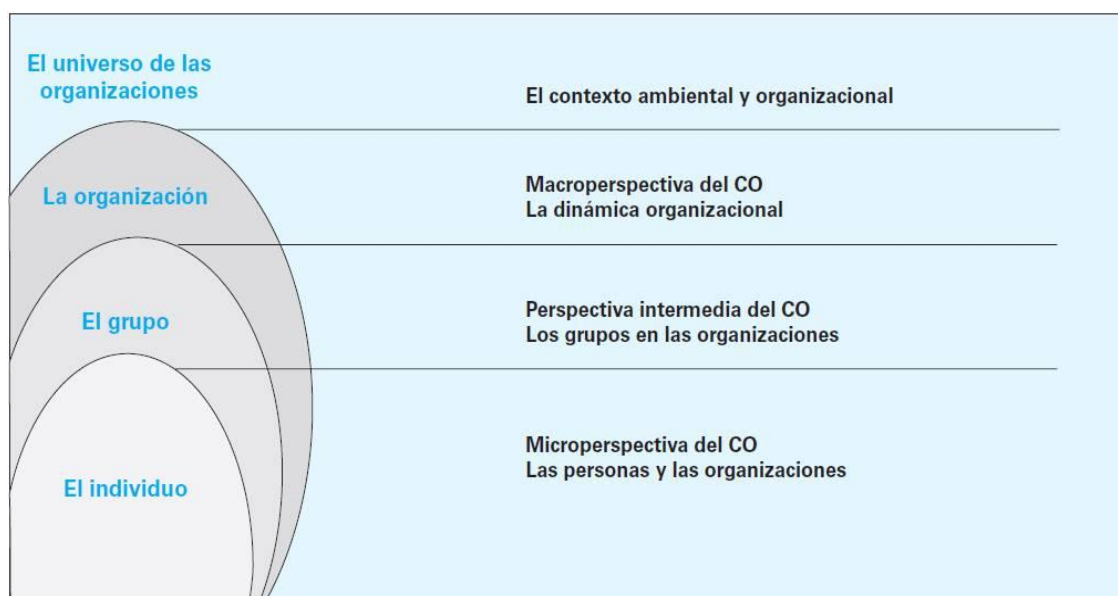 El universo de las
organizaciones
El contexto ambiental y organizacional
La organización
Macroperspectiva del CO
La dinámica organizacional
El grupo
Perspectiva intermedia del CO
Los grupos en las organizaciones
El individuo
Microperspectiva del CO
Las personas y las organizaciones